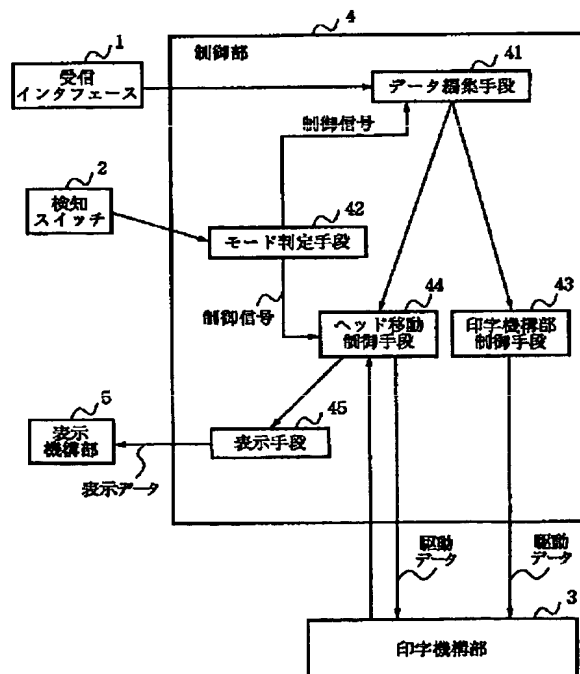 4
1
制御部
41
受信
インタフェース
データ編集手段
制御信号
2
検知
スイッチ
42
モード判定手段
制御信号
44
43
ヘッド移動
制御手段
印字機構部
制御手段
5
45
表示
機構部
表示手段
表示データ
駆動
データ
駆動
データ
3
印字機構部